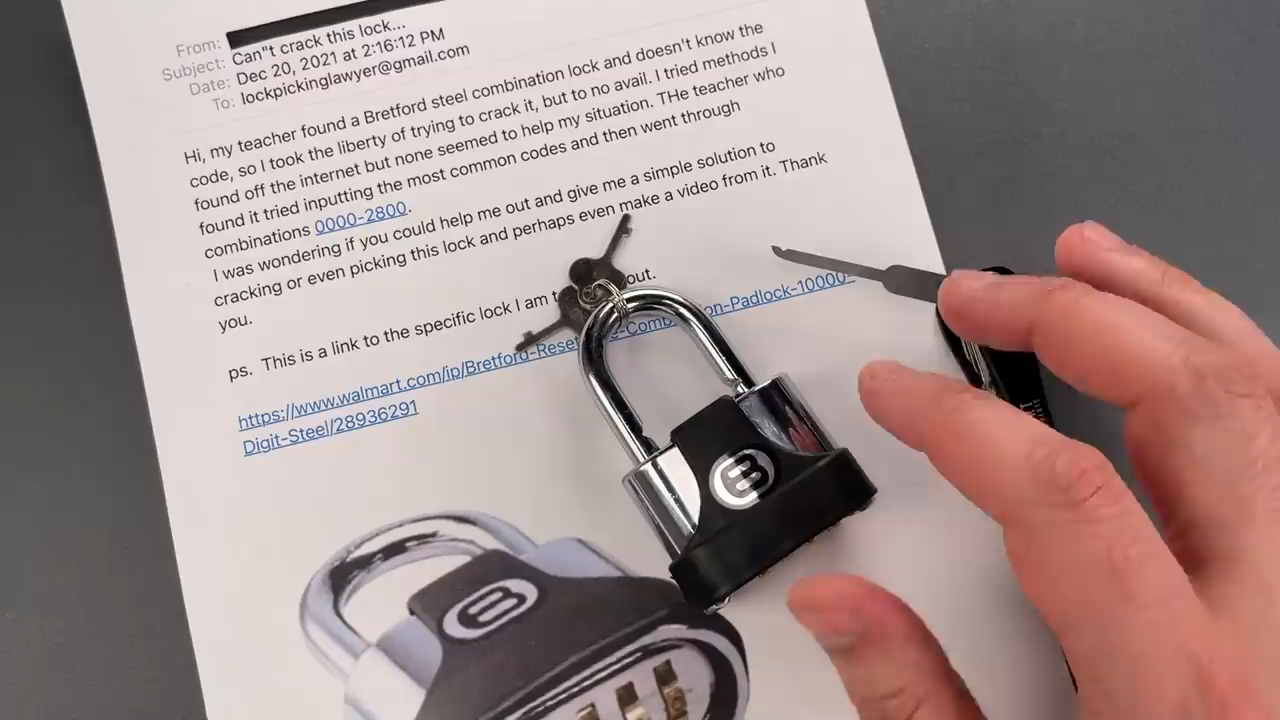 From:
Subject: Can"t crack this lock...
Date: Dec 20, 2021 at 2:16:12 PM
To: lockpickinglawyer@gmail.com
Hi, my teacher found a Bretford steel combination lock and doesn't know the
code, so I took the liberty of trying to crack it, but to no avail. I tried methods I
found off the internet but none seemed to help my situation. THe teacher who
found it tried inputting the most common codes and then went through
combinations 0000-2800.
I was wondering if you could help me out and give me a simple solution to
cracking or even picking this lock and perhaps even make a video from it. Thank
you.
ps. This is a link to the specific lock I am out.
https://www.walmart.com/ip/Bretford-Rese -Padlock-10000-
Digit-Steel/28936291
B
B